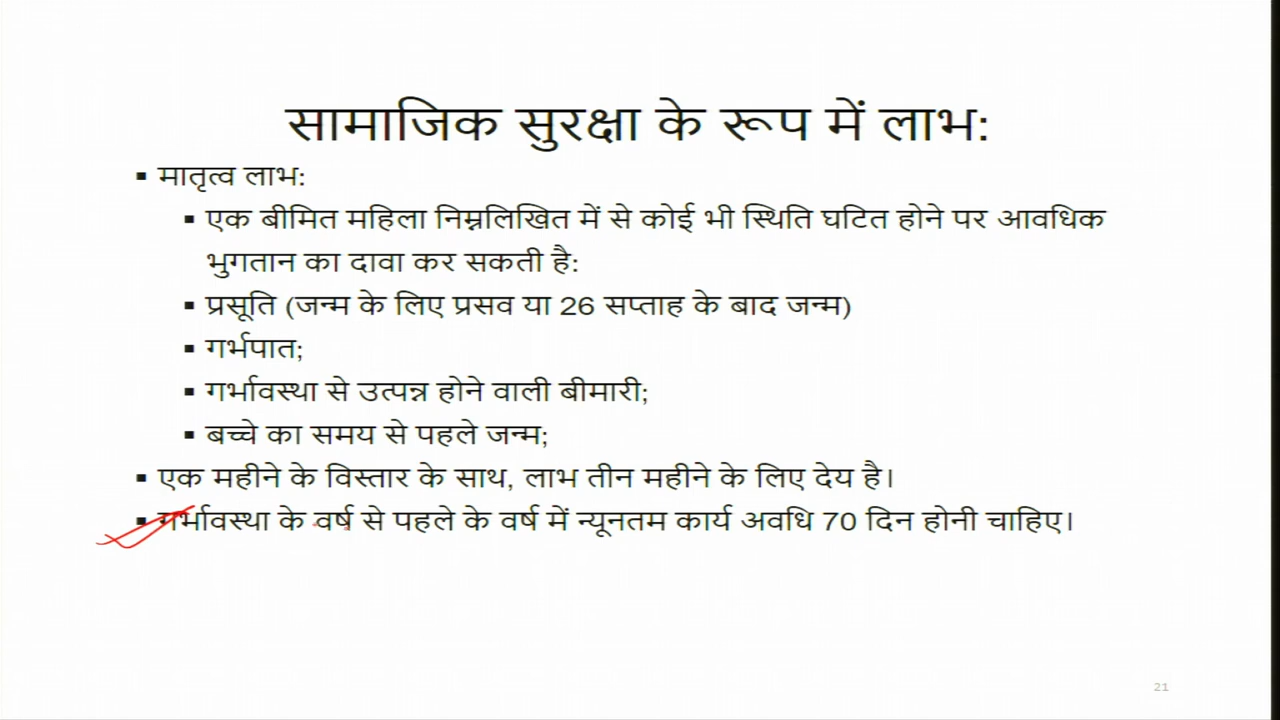 सामाजिक सुरक्षा के रूप में लाभ:
▪ मातृत्व लाभ:
▪ एक बीमित महिला निम्नलिखित में से कोई भी स्थिति घटित होने पर आवधिक
भुगतान का दावा कर सकती है:
▪ प्रसूति (जन्म के लिए प्रसव या 26 सप्ताह के बाद जन्म)
▪ गर्भपात;
▪ गर्भावस्था से उत्पन्न होने वाली बीमारी;
▪ बच्चे का समय से पहले जन्म;
▪ एक महीने के विस्तार के साथ, लाभ तीन महीने के लिए देय है।
▪ गर्भावस्था के वर्ष से पहले के वर्ष में न्यूनतम कार्य अवधि 70 दिन होनी चाहिए।
21